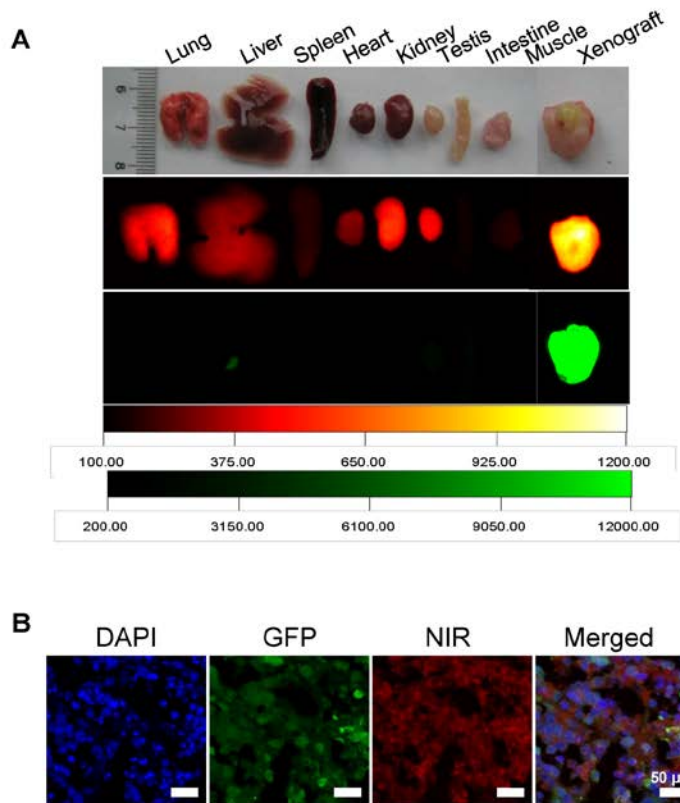 A
Lung Liver Spleen Heart Kidney Testis Intestine Muscle Xenograft
6
7
8
100.00 375.00 650.00 925.00 1200.00
200.00 3150.00 6100.00 9050.00 12000.00
B
DAPI GFP NIR Merged
50 μ